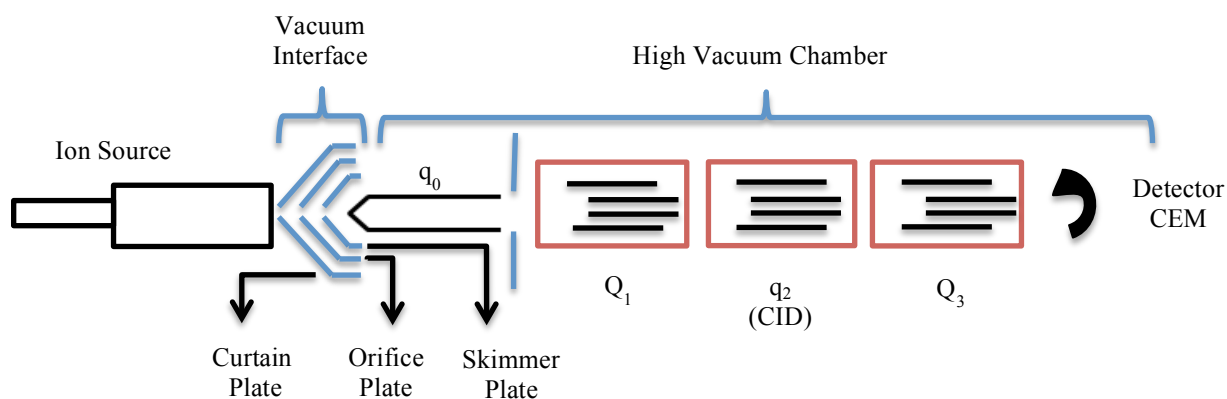 Vacuum
Interface
High Vacuum Chamber
Ion Source
q0
Detector
CEM
Q1
q2
(CID)
Q3
Curtain
Plate
Orifice
Plate
Skimmer
Plate